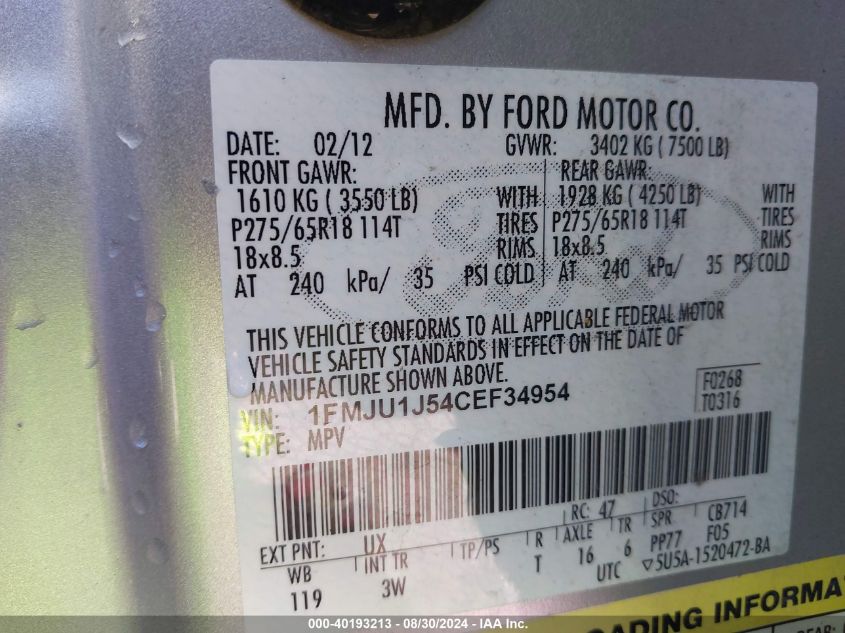 MFD. BY FORD MOTOR CO.
DATE: 02/12 GVWR: 3402 KG ( 7500 LB)
FRONT GAWR: REAR GAWR:
1610 KG ( 3550 LB) WITH 1928 KG ( 4250 LB) WITH
P275/65R18 114T TIRES P275/65R18 114T TIRES
18x8.5 RIMS 18x8.5 RIMS
AT 240 kPa/ 35 PSI COLD AT 240 kPa/ 35 PSI COLD
Ford
THIS VEHICLE CONFORMS TO ALL APPLICABLE FEDERAL MOTOR
VEHICLE SAFETY STANDARDS IN EFFECT ON THE DATE OF
MANUFACTURE SHOWN ABOVE.
VIN: 1FMJU1J54CEF34954 F0268
TYPE: MPV T0316
EXT PNT: UX RC: 47 DSO:
WB INT TR TP/PS R AXLE TR SPR CB714
119 3W T 16 6 PP77 F05
UTC ▽5U5A-1520472-BA
OADING INFORMA
REAR:
000-40193213 - 08/30/2024 - IAA Inc.